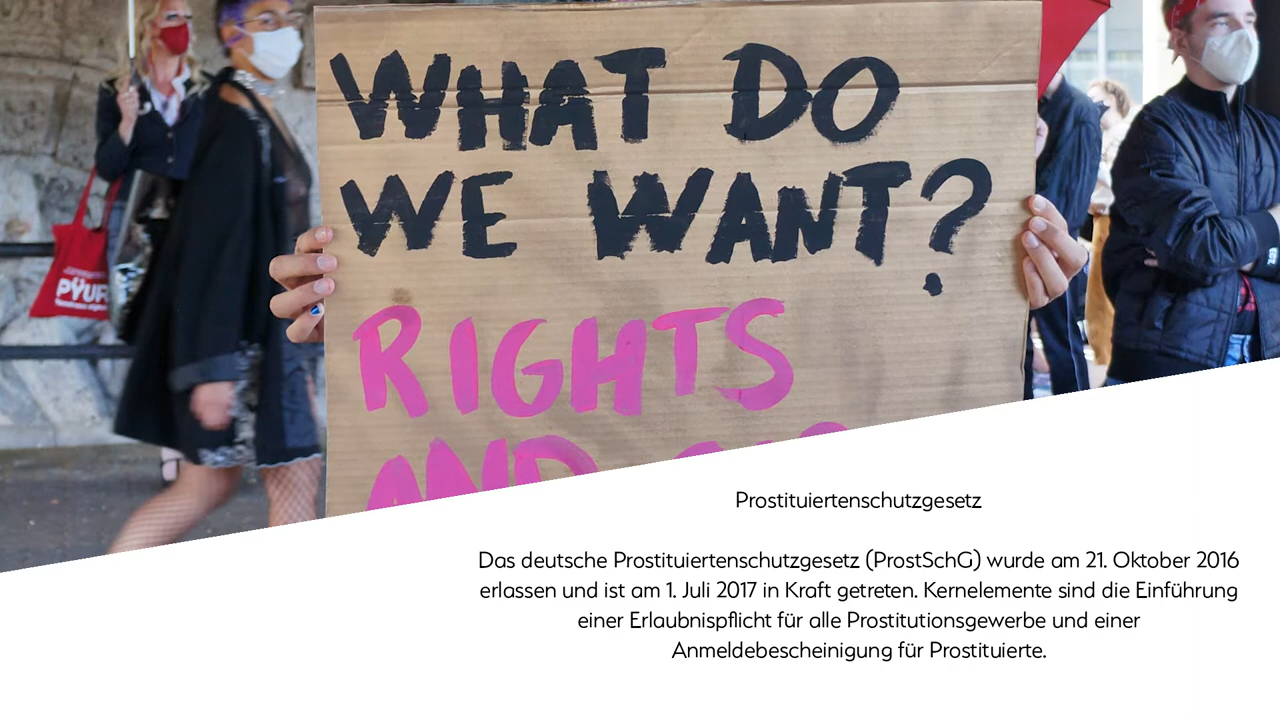 WHAT DO
WE WANT?
RIGHTS
AND
PŸUR
Prostituiertenschutzgesetz
Das deutsche Prostituiertenschutzgesetz (ProstSchG) wurde am 21. Oktober 2016
erlassen und ist am 1. Juli 2017 in Kraft getreten. Kernelemente sind die Einführung
einer Erlaubnispflicht für alle Prostitutionsgewerbe und einer
Anmeldebescheinigung für Prostituierte.